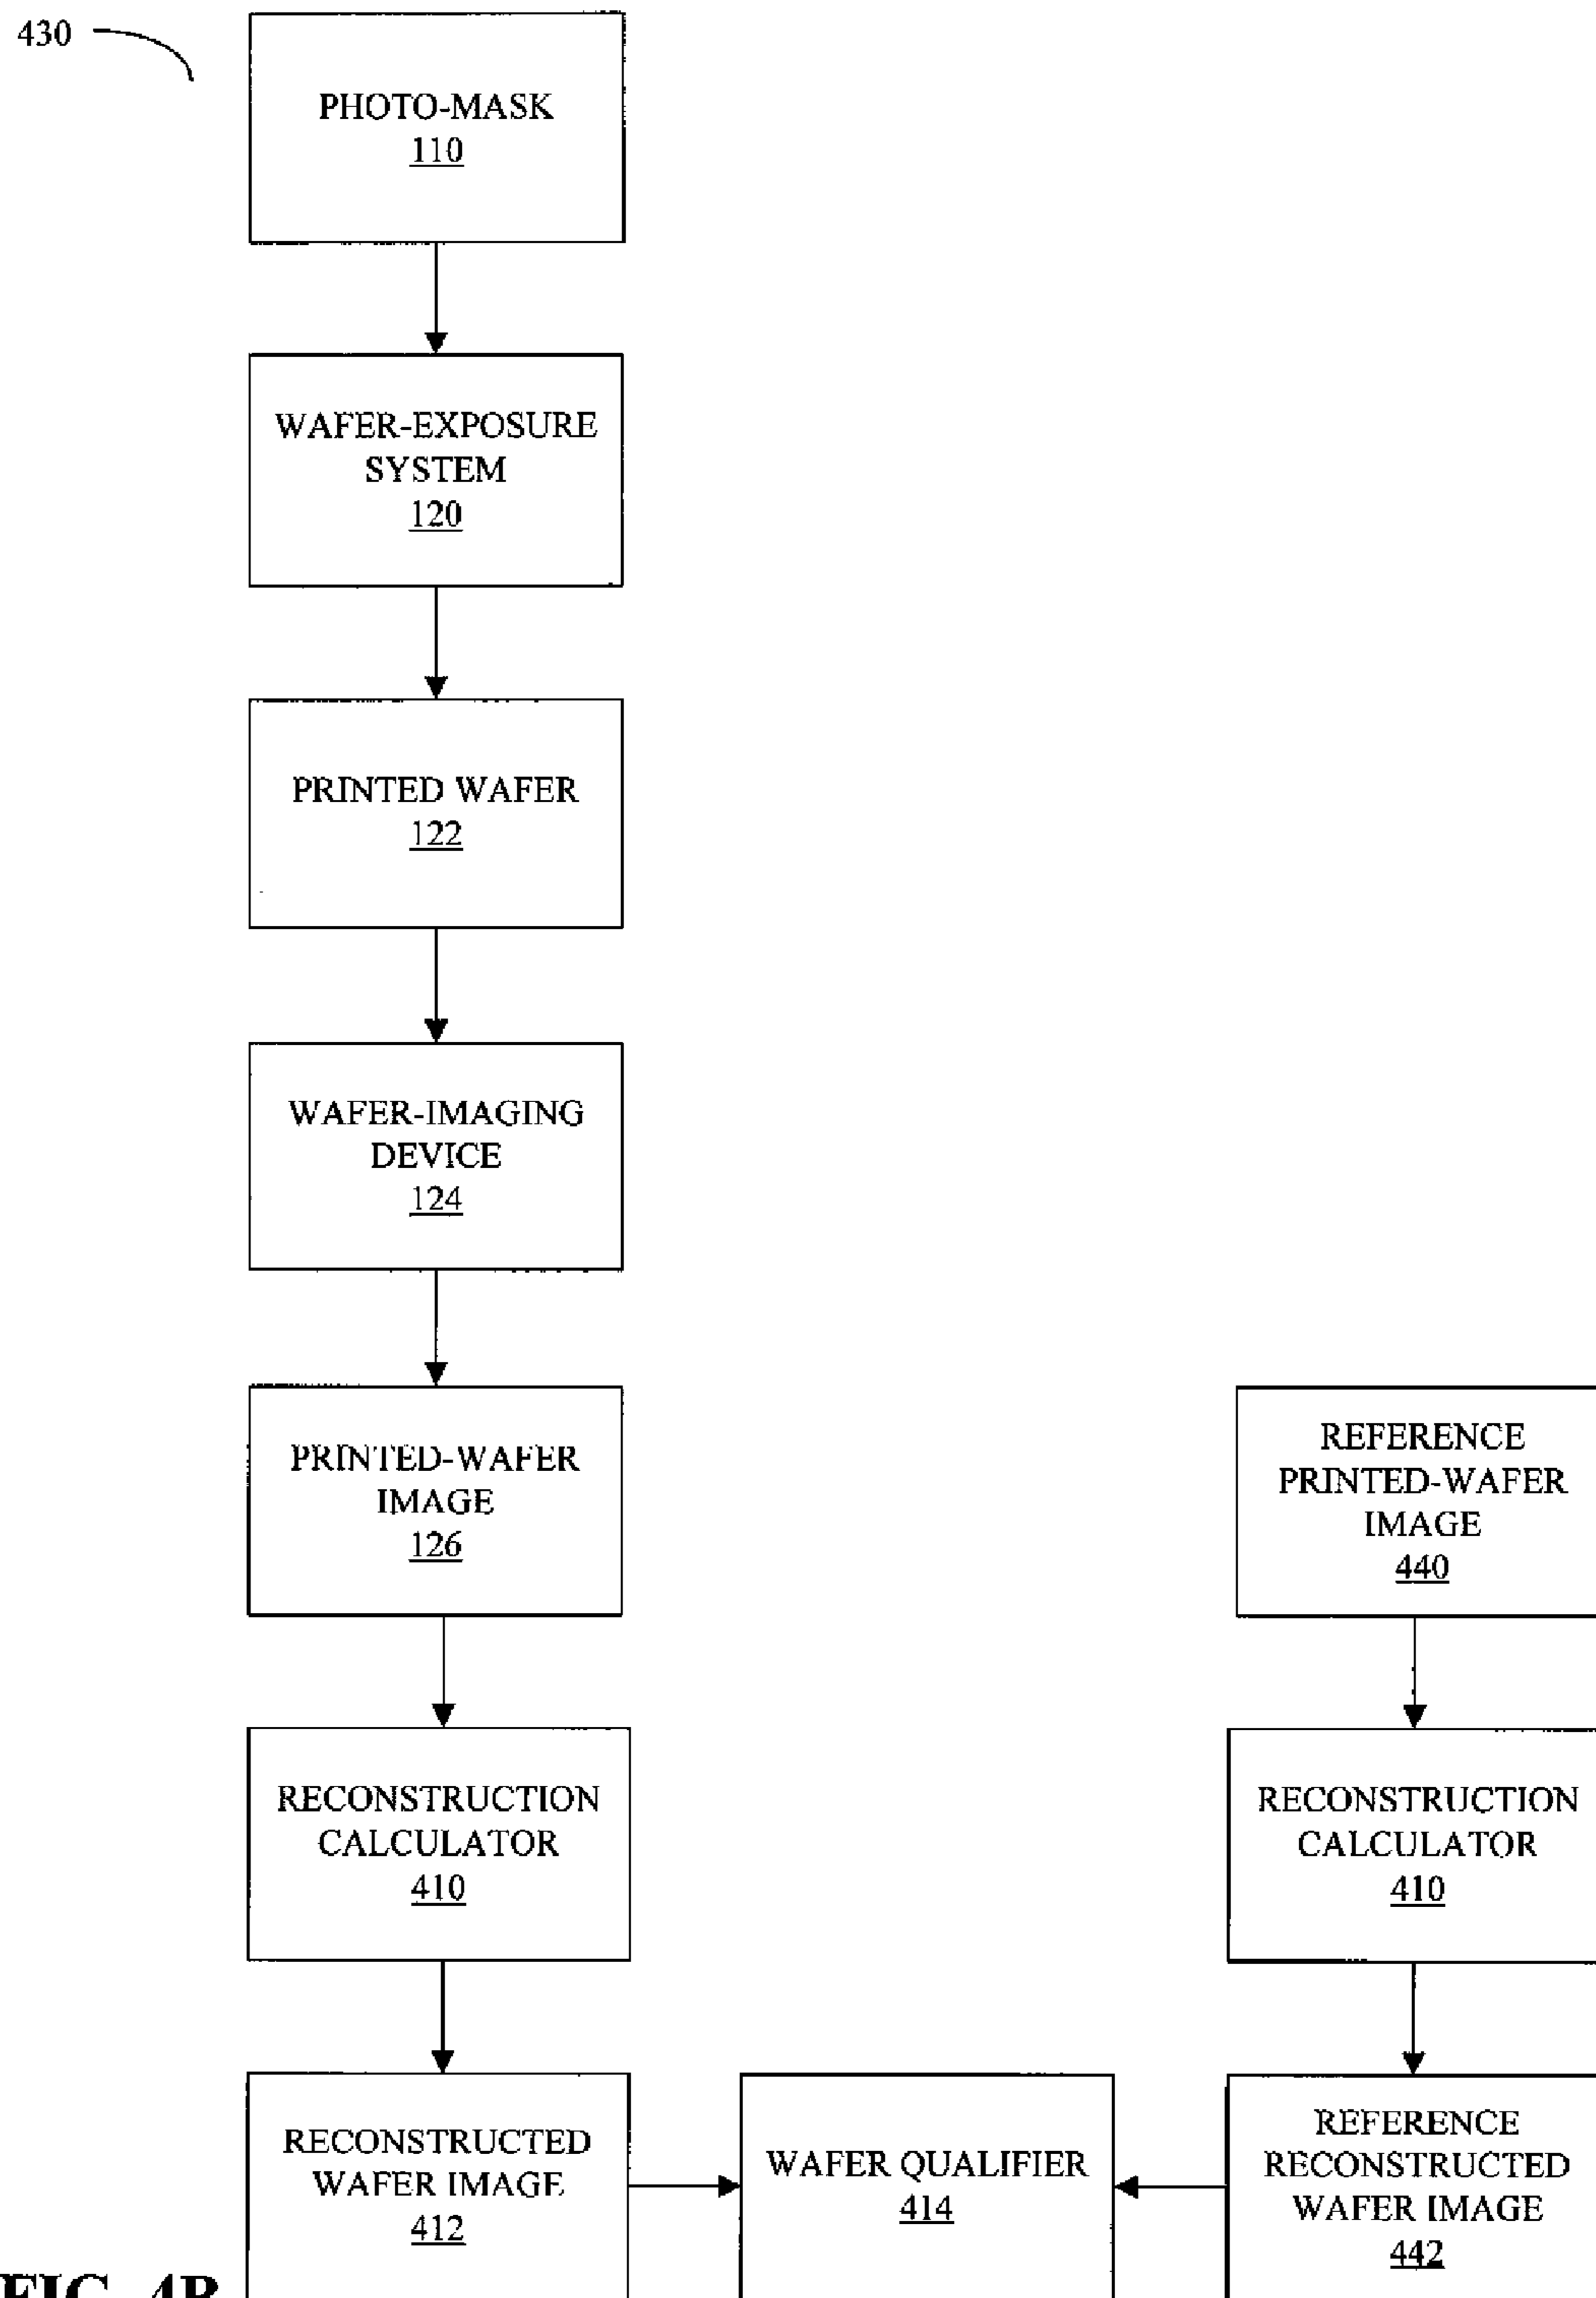 430
PHOTO-MASK
110
WAFER-EXPOSURE
SYSTEM
120
PRINTED WAFER
122
WAFER-IMAGING
DEVICE
124
PRINTED-WAFER
IMAGE
126
REFERENCE
PRINTED-WAFER
IMAGE
440
RECONSTRUCTION
CALCULATOR
410
RECONSTRUCTION
CALCULATOR
410
RECONSTRUCTED
WAFER IMAGE
412
WAFER QUALIFIER
414
REFERENCE
RECONSTRUCTED
WAFER IMAGE
442
FIG. 4B